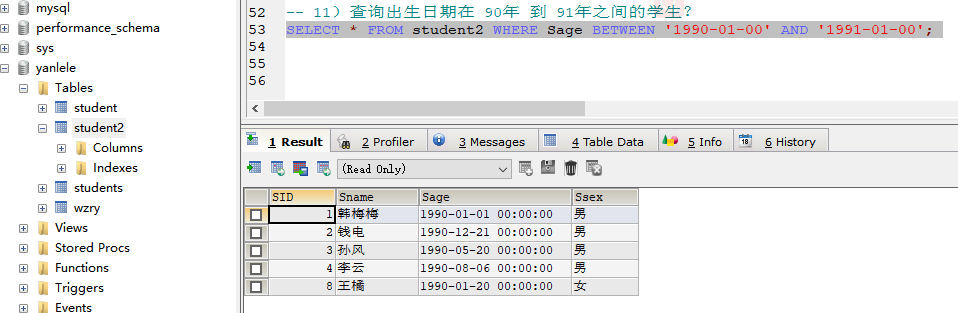 mysql
performance_schema
sys
yanlele
Tables
student
student2
Columns
Indexes
students
wzry
Views
Stored Procs
Functions
Triggers
Events
52 -- 11) 查询出生日期在 90年 到 91年之间的学生?
53 SELECT * FROM student2 WHERE Sage BETWEEN '1990-01-00' AND '1991-01-00';
54
55
56
1 Result 2 Profiler 3 Messages 4 Table Data 5 Info 6 History
(Read Only)
SID Sname Sage Ssex
1 韩梅梅 1990-01-01 00:00:00 男
2 钱电 1990-12-21 00:00:00 男
3 孙风 1990-05-20 00:00:00 男
4 李云 1990-08-06 00:00:00 男
8 王橘 1990-01-20 00:00:00 女